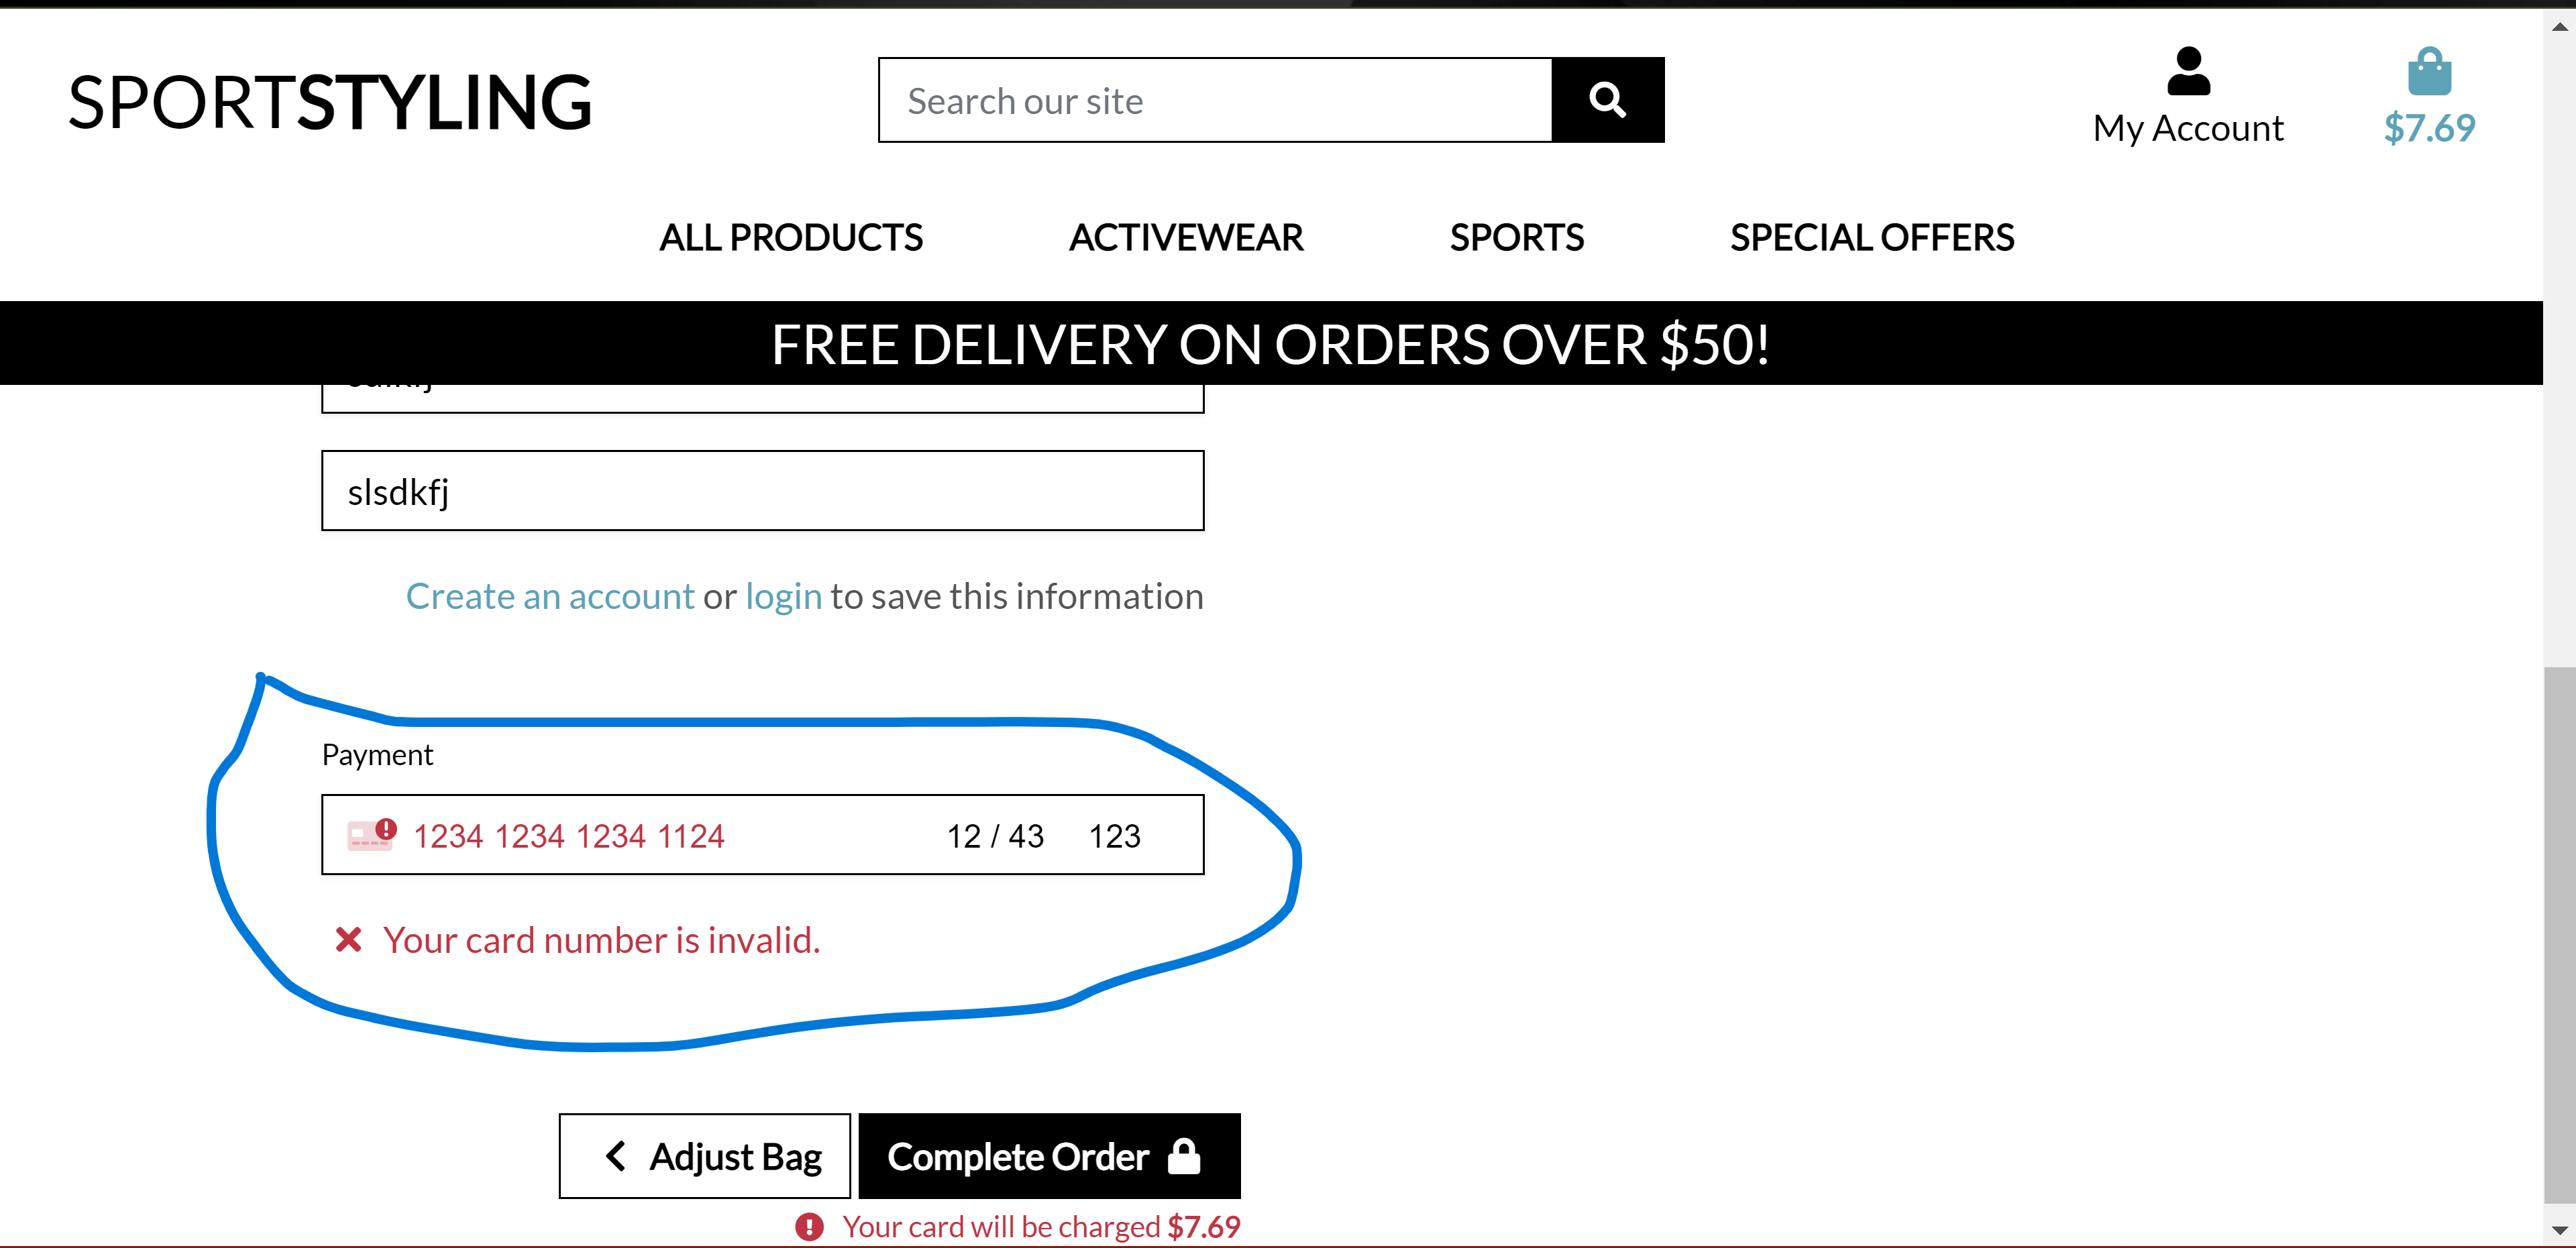 SPORTSTYLING
Search our site
My Account
$7.69
ALL PRODUCTS ACTIVEWEAR SPORTS SPECIAL OFFERS
FREE DELIVERY ON ORDERS OVER $50!
slsdkfj
Create an account or login to save this information
Payment
1234 1234 1234 1124 12 / 43 123
Your card number is invalid.
Adjust Bag Complete Order
Your card will be charged $7.69